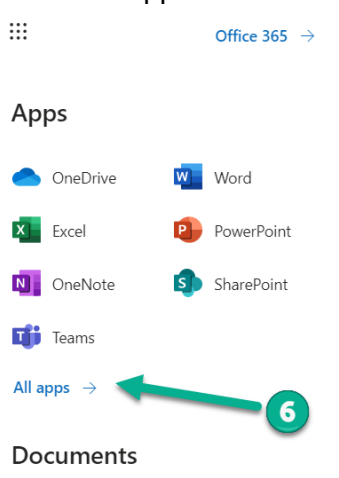 Office 365 →
Apps
OneDrive
W Word
X Excel
P PowerPoint
N OneNote
S SharePoint
T Teams
All apps →
6
Documents